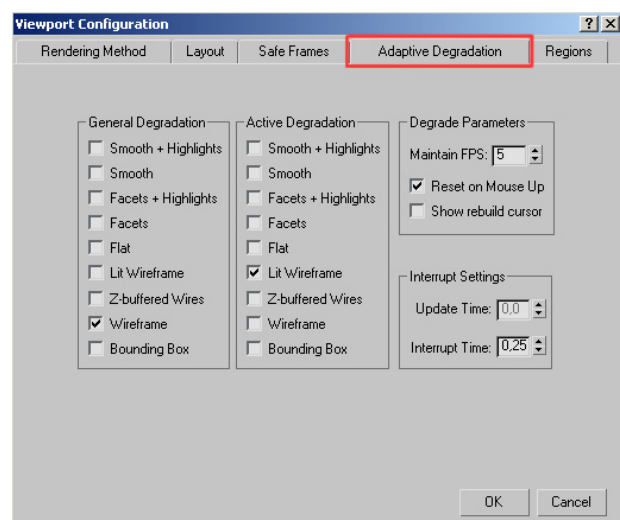 Viewport Configuration
Rendering Method
Layout
Safe Frames
Adaptive Degradation
Regions
General Degradation
Smooth + Highlights
Smooth
Facets + Highlights
Facets
Flat
Lit Wireframe
Z-buffered Wires
Wireframe
Bounding Box
Active Degradation
Smooth + Highlights
Smooth
Facets + Highlights
Facets
Flat
Lit Wireframe
Z-buffered Wires
Wireframe
Bounding Box
Degrade Parameters
Maintain FPS: 5
Reset on Mouse Up
Show rebuild cursor
Interrupt Settings
Update Time: 0,0
Interrupt Time: 0,25
OK
Cancel